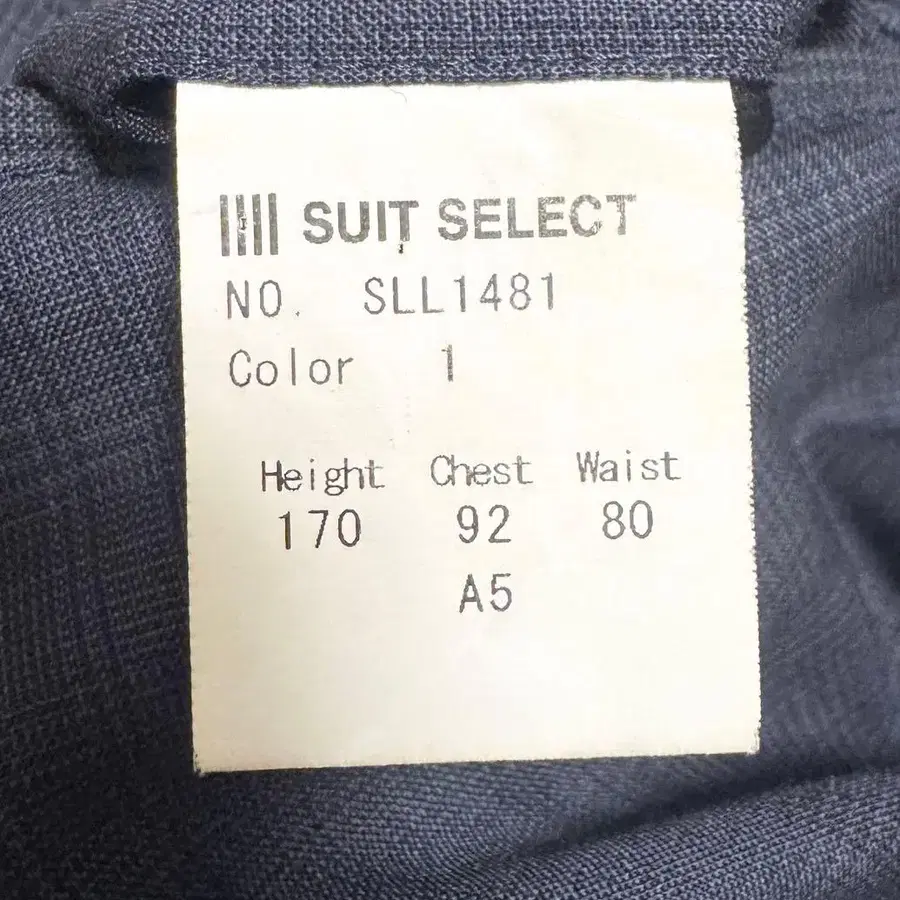 SUIT SELECT
NO. SLL1481
Color 1
Height Chest Waist
170 92 80
A5